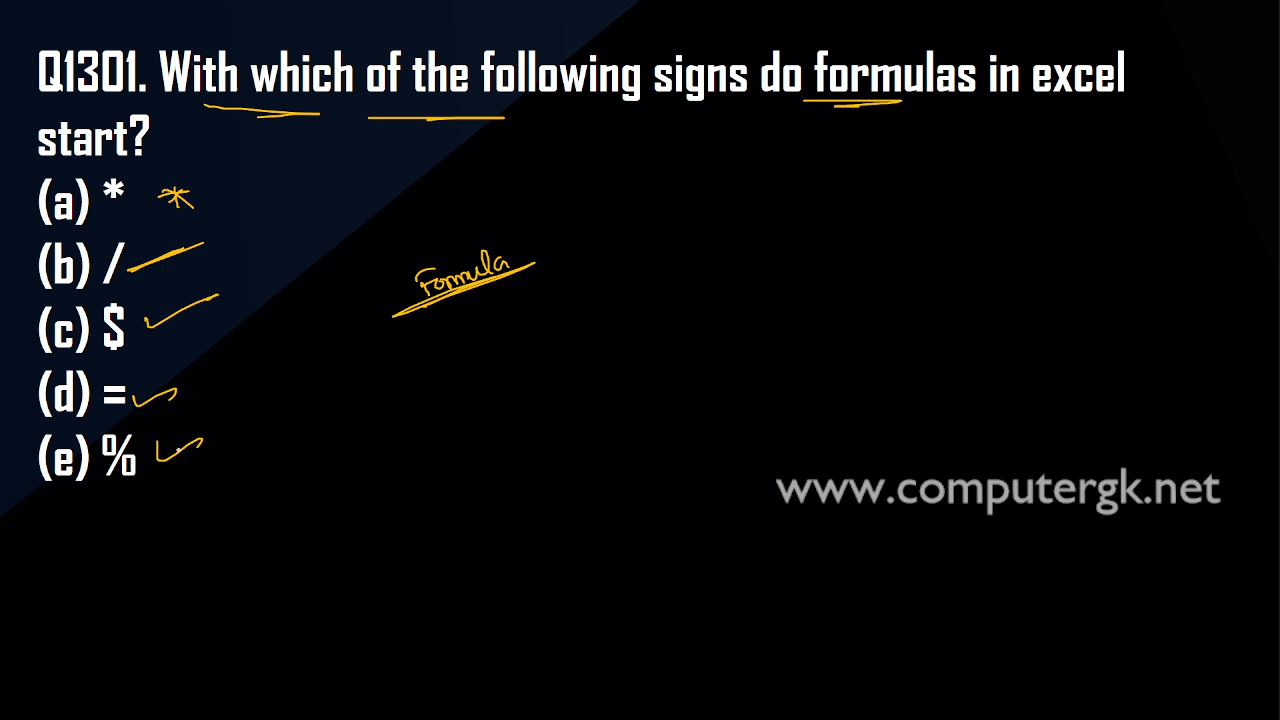 Q1301. With which of the following signs do formulas in excel
start?
(a) * *
(b) /
(c) $
Formula
(d) =
(e) %
www.computergk.net